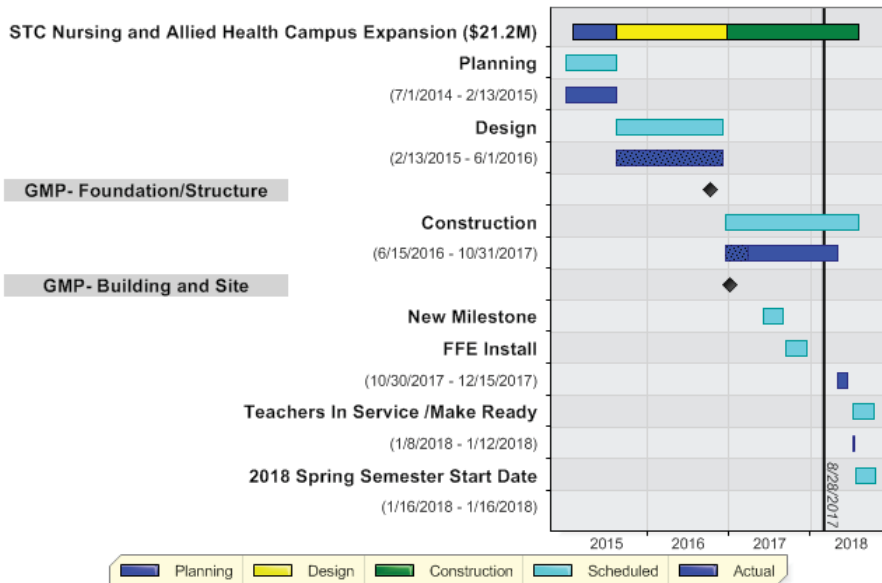 STC Nursing and Allied Health Campus Expansion ($21.2M)
Planning
(7/1/2014 - 2/13/2015)
Design
(2/13/2015 - 6/1/2016)
GMP- Foundation/Structure
Construction
(6/15/2016 - 10/31/2017)
GMP- Building and Site
New Milestone
FFE Install
(10/30/2017 - 12/15/2017)
Teachers In Service /Make Ready
(1/8/2018 - 1/12/2018)
2018 Spring Semester Start Date
(1/16/2018 - 1/16/2018)
8/28/2017
2015 2016 2017 2018
Planning Design Construction Scheduled Actual